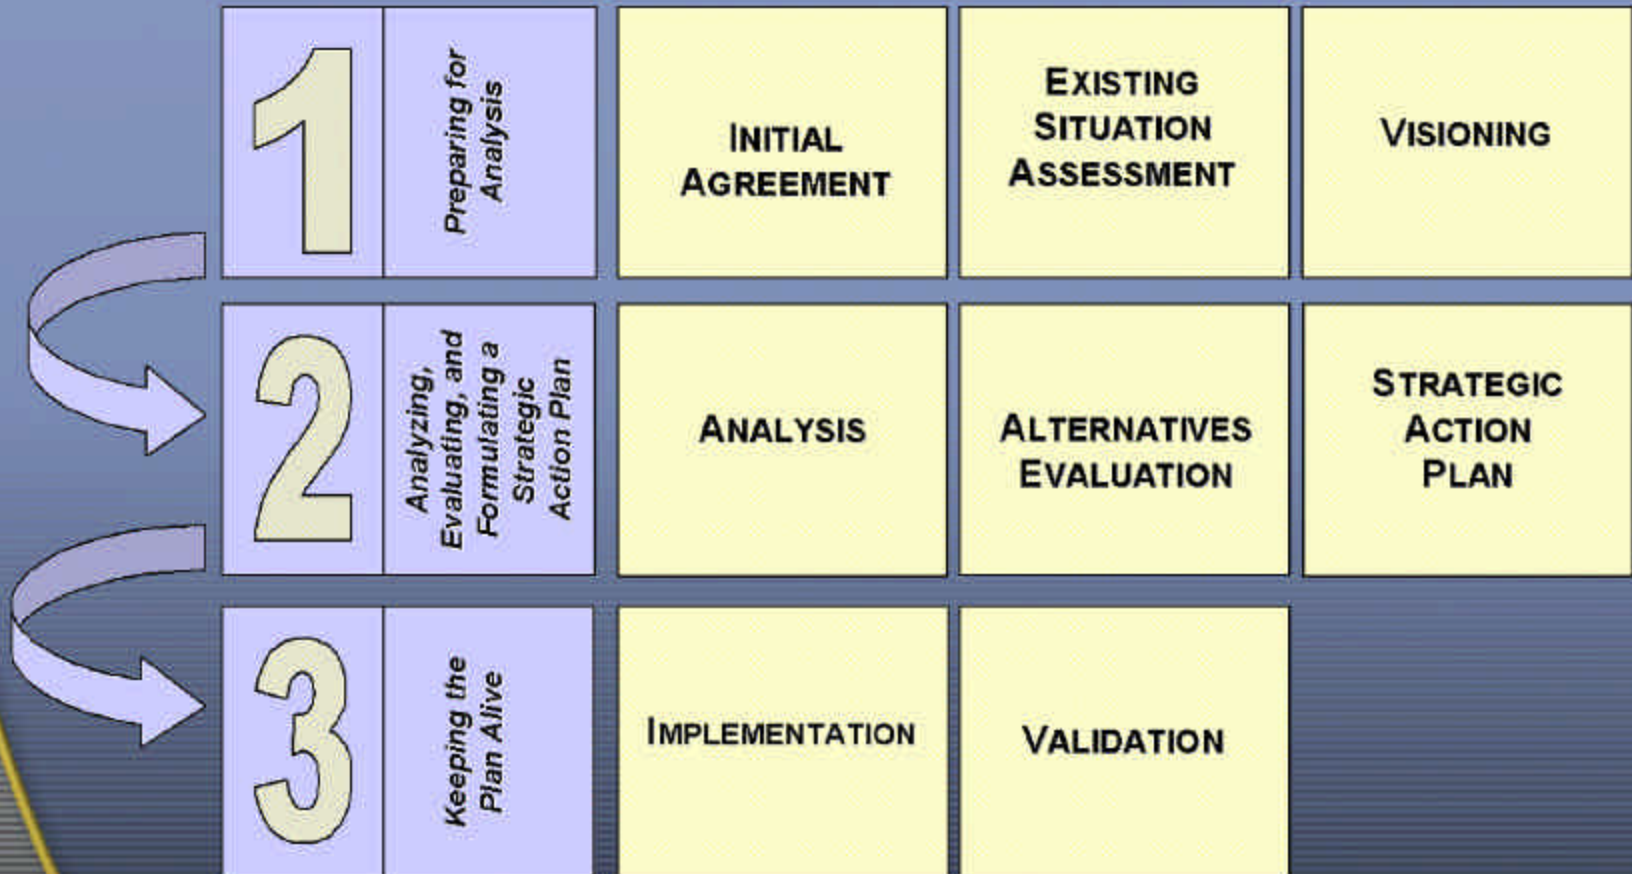 1
Preparing for
Analysis
INITIAL
AGREEMENT
EXISTING
SITUATION
ASSESSMENT
VISIONING
2
Analyzing,
Evaluating, and
Formulating a
Strategic
Action Plan
ANALYSIS
ALTERNATIVES
EVALUATION
STRATEGIC
ACTION
PLAN
3
Keeping the
Plan Alive
IMPLEMENTATION
VALIDATION